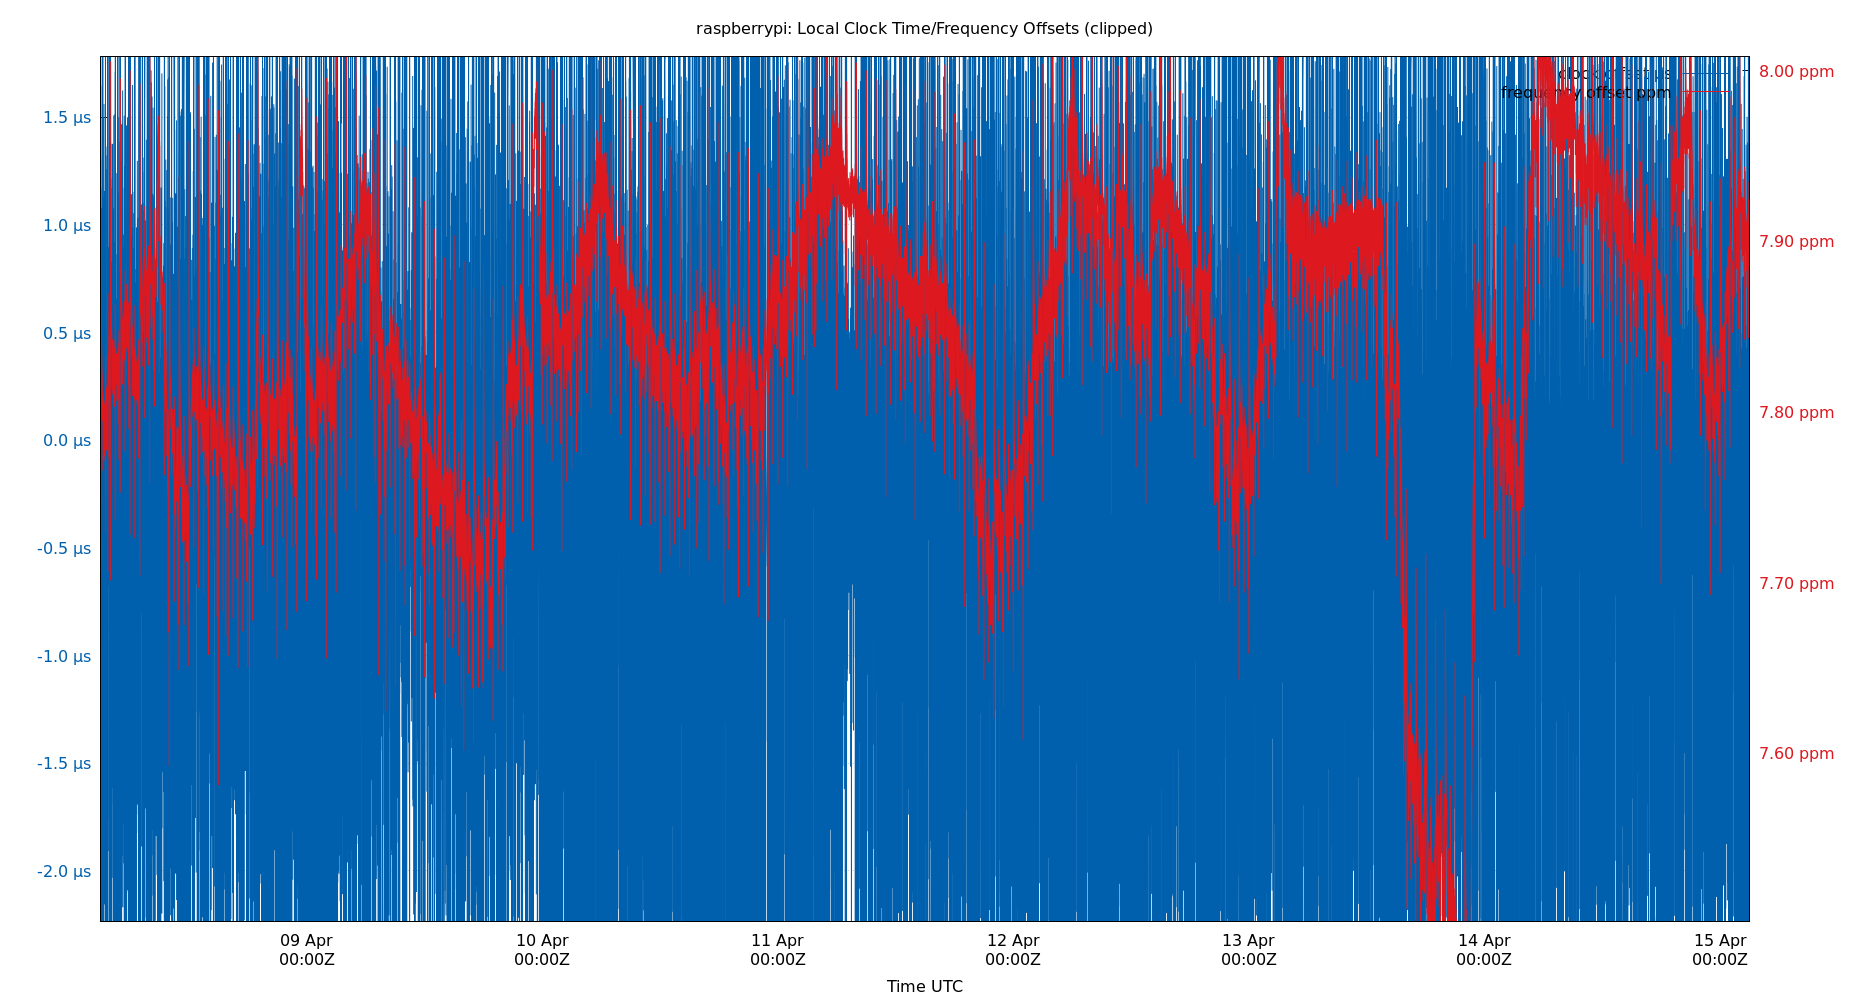 raspberrypi: Local Clock Time/Frequency Offsets (clipped)
clock offset µs
frequency offset ppm
1.5 µs
1.0 µs
0.5 µs
0.0 µs
-0.5 µs
-1.0 µs
-1.5 µs
-2.0 µs
8.00 ppm
7.90 ppm
7.80 ppm
7.70 ppm
7.60 ppm
09 Apr
00:00Z
10 Apr
00:00Z
11 Apr
00:00Z
12 Apr
00:00Z
13 Apr
00:00Z
14 Apr
00:00Z
15 Apr
00:00Z
Time UTC